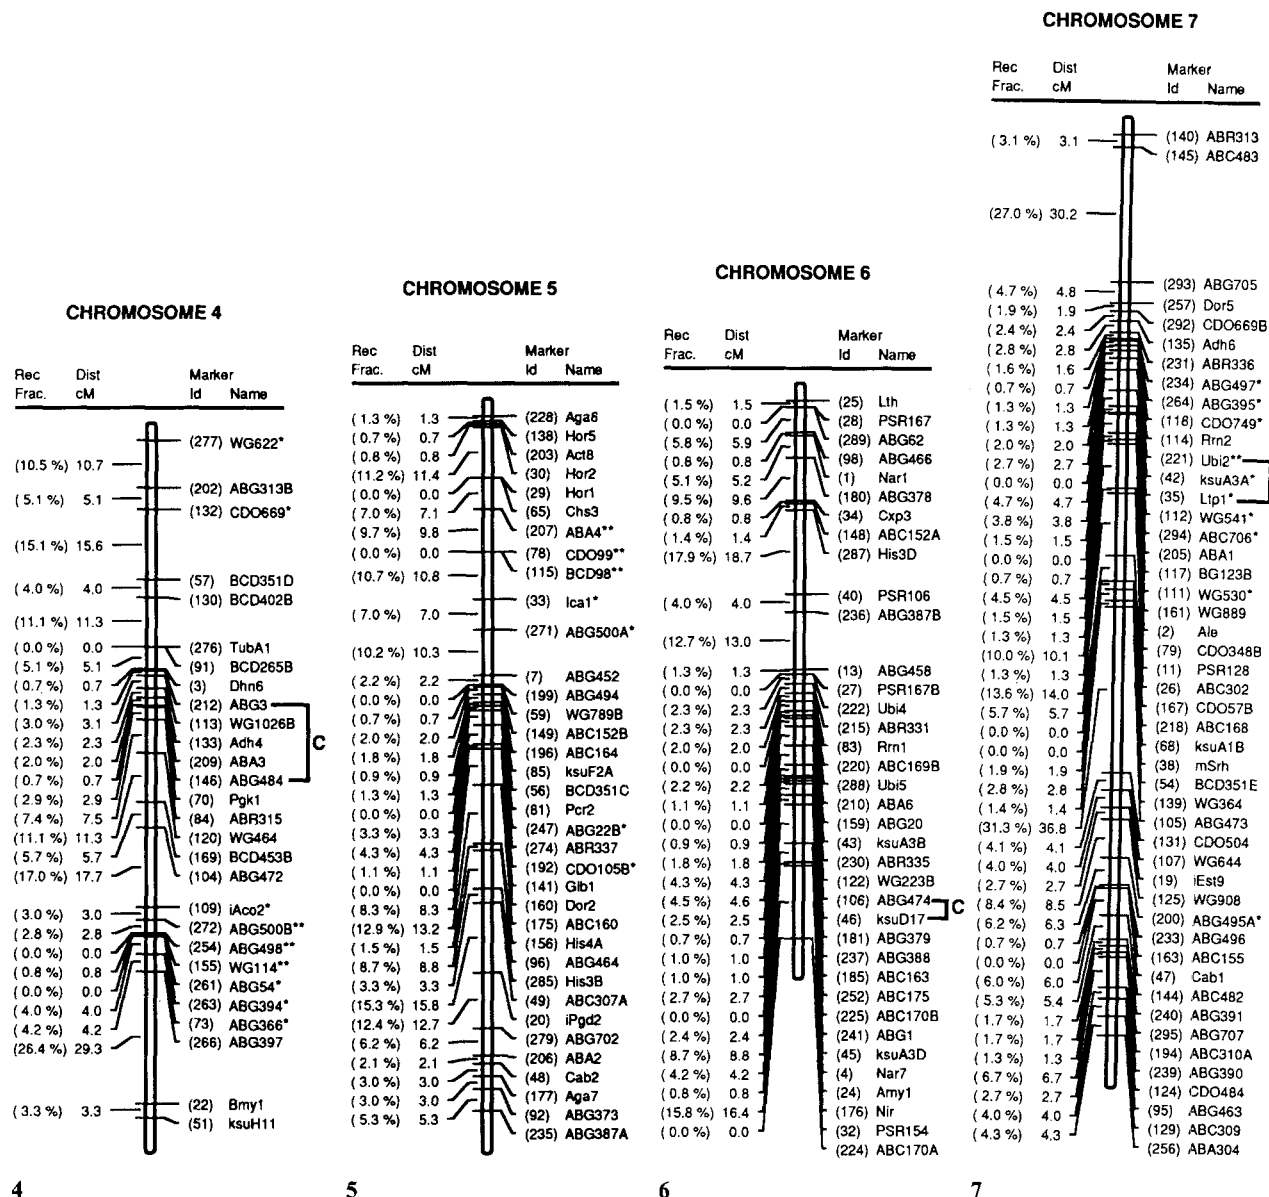 CHROMOSOME 4
Rec Dist Marker
Frac. cM Id Name
(277) WG622*
(10.5 %) 10.7
(202) ABG313B
(5.1 %) 5.1
(132) CDO669*
(15.1 %) 15.6
(57) BCD351D
(4.0 %) 4.0
(130) BCD402B
(11.1 %) 11.3
(0.0 %) 0.0 (276) TubA1
(5.1 %) 5.1 (91) BCD265B
(0.7 %) 0.7 (3) Dhn6
(1.3 %) 1.3 (212) ABG3
(3.0 %) 3.1 (113) WG1026B
(2.3 %) 2.3 (133) Adh4
C
(2.0 %) 2.0 (209) ABA3
(0.7 %) 0.7 (146) ABG484
(2.9 %) 2.9 (70) Pgk1
(7.4 %) 7.5 (84) ABR315
(11.1 %) 11.3 (120) WG464
(5.7 %) 5.7 (169) BCD453B
(17.0 %) 17.7 (104) ABG472
(109) iAco2*
(3.0 %) 3.0 (272) ABG500B**
(2.8 %) 2.8 (254) ABG498**
(0.0 %) 0.0 (155) WG114**
(0.8 %) 0.8 (261) ABG54*
(0.0 %) 0.0 (263) ABG394*
(4.0 %) 4.0 (73) ABG366*
(4.2 %) 4.2 (266) ABG397
(26.4 %) 29.3
(22) Bmy1
(3.3 %) 3.3 (51) ksuH11
4
CHROMOSOME 5
Rec Dist Marker
Frac. cM Id Name
(1.3 %) 1.3 (228) Aga6
(0.7 %) 0.7 (138) Hor5
(0.8 %) 0.8 (203) Act8
(11.2 %) 11.4 (30) Hor2
(0.0 %) 0.0 (29) Hor1
(7.0 %) 7.1 (65) Chs3
(9.7 %) 9.8 (207) ABA4**
(0.0 %) 0.0 (78) CDO99**
(10.7 %) 10.8 (115) BCD98**
(33) Ica1*
(7.0 %) 7.0 (271) ABG500A*
(10.2 %) 10.3
(2.2 %) 2.2 (7) ABG452
(0.0 %) 0.0 (199) ABG494
(0.7 %) 0.7 (59) WG789B
(2.0 %) 2.0 (149) ABC152B
(1.8 %) 1.8 (196) ABC164
(0.9 %) 0.9 (85) ksuF2A
(1.3 %) 1.3 (56) BCD351C
(0.0 %) 0.0 (81) Pcr2
(3.3 %) 3.3 (247) ABG22B*
(4.3 %) 4.3 (274) ABR337
(1.1 %) 1.1 (192) CDO105B*
(0.0 %) 0.0 (141) Glb1
(8.3 %) 8.3 (160) Dor2
(12.9 %) 13.2 (175) ABC160
(1.5 %) 1.5 (156) His4A
(8.7 %) 8.8 (96) ABG464
(3.3 %) 3.3 (285) His3B
(15.3 %) 15.8 (49) ABC307A
(12.4 %) 12.7 (20) iPgd2
(6.2 %) 6.2 (279) ABG702
(2.1 %) 2.1 (206) ABA2
(3.0 %) 3.0 (48) Cab2
(3.0 %) 3.0 (177) Aga7
(5.3 %) 5.3 (92) ABG373
(235) ABG387A
5
CHROMOSOME 6
Rec Dist Marker
Frac. cM Id Name
(1.5 %) 1.5 (25) Lth
(0.0 %) 0.0 (28) PSR167
(5.8 %) 5.9 (289) ABG62
(0.8 %) 0.8 (98) ABG466
(5.1 %) 5.2 (1) Nar1
(9.5 %) 9.6 (180) ABG378
(0.8 %) 0.8 (34) Cxp3
(1.4 %) 1.4 (148) ABC152A
(17.9 %) 18.7 (287) His3D
(40) PSR106
(4.0 %) 4.0 (236) ABG387B
(12.7 %) 13.0
(1.3 %) 1.3 (13) ABG458
(0.0 %) 0.0 (27) PSR167B
(2.3 %) 2.3 (222) Ubi4
(2.3 %) 2.3 (215) ABR331
(2.0 %) 2.0 (83) Rrn1
(0.0 %) 0.0 (220) ABC169B
(2.2 %) 2.2 (288) Ubi5
(1.1 %) 1.1 (210) ABA6
(0.0 %) 0.0 (159) ABG20
(0.9 %) 0.9 (43) ksuA3B
(1.8 %) 1.8 (230) ABR335
(4.3 %) 4.3 (122) WG223B
(4.5 %) 4.6 (106) ABG474
C
(2.5 %) 2.5 (46) ksuD17
(0.7 %) 0.7 (181) ABG379
(1.0 %) 1.0 (237) ABG388
(1.0 %) 1.0 (185) ABC163
(2.7 %) 2.7 (252) ABC175
(0.0 %) 0.0 (225) ABC170B
(2.4 %) 2.4 (241) ABG1
(8.7 %) 8.8 (45) ksuA3D
(4.2 %) 4.2 (4) Nar7
(0.8 %) 0.8 (24) Amy1
(15.8 %) 16.4 (176) Nir
(0.0 %) 0.0 (32) PSR154
(224) ABC170A
6
CHROMOSOME 7
Rec Dist Marker
Frac. cM Id Name
(3.1 %) 3.1 (140) ABR313
(145) ABC483
(27.0 %) 30.2
(4.7 %) 4.8 (293) ABG705
(1.9 %) 1.9 (257) Dor5
(2.4 %) 2.4 (292) CDO669B
(2.8 %) 2.8 (135) Adh6
(1.6 %) 1.6 (231) ABR336
(0.7 %) 0.7 (234) ABG497*
(1.3 %) 1.3 (264) ABG395*
(1.3 %) 1.3 (118) CDO749*
(2.0 %) 2.0 (114) Rrn2
(2.7 %) 2.7 (221) Ubi2**
(0.0 %) 0.0 (42) ksuA3A*
(4.7 %) 4.7 (35) Ltp1*
(3.8 %) 3.8 (112) WG541*
(1.5 %) 1.5 (294) ABC706*
(0.0 %) 0.0 (205) ABA1
(0.7 %) 0.7 (117) BG123B
(4.5 %) 4.5 (111) WG530*
(1.5 %) 1.5 (161) WG889
(1.3 %) 1.3 (2) Ale
(10.0 %) 10.1 (79) CDO348B
(1.3 %) 1.3 (11) PSR128
(13.6 %) 14.0 (26) ABC302
(5.7 %) 5.7 (167) CDO57B
(0.0 %) 0.0 (218) ABC168
(0.0 %) 0.0 (68) ksuA1B
(1.9 %) 1.9 (38) mSrh
(2.8 %) 2.8 (54) BCD351E
(1.4 %) 1.4 (139) WG364
(31.3 %) 36.8 (105) ABG473
(4.1 %) 4.1 (131) CDO504
(4.0 %) 4.0 (107) WG644
(2.7 %) 2.7 (19) iEst9
(8.4 %) 8.5 (125) WG908
(6.2 %) 6.3 (200) ABG495A*
(0.7 %) 0.7 (233) ABG496
(0.0 %) 0.0 (163) ABC155
(6.0 %) 6.0 (47) Cab1
(5.3 %) 5.4 (144) ABC482
(1.7 %) 1.7 (240) ABG391
(1.7 %) 1.7 (295) ABG707
(1.3 %) 1.3 (194) ABC310A
(6.7 %) 6.7 (239) ABG390
(2.7 %) 2.7 (124) CDO484
(4.0 %) 4.0 (95) ABG463
(4.3 %) 4.3 (129) ABC309
(256) ABA304
7